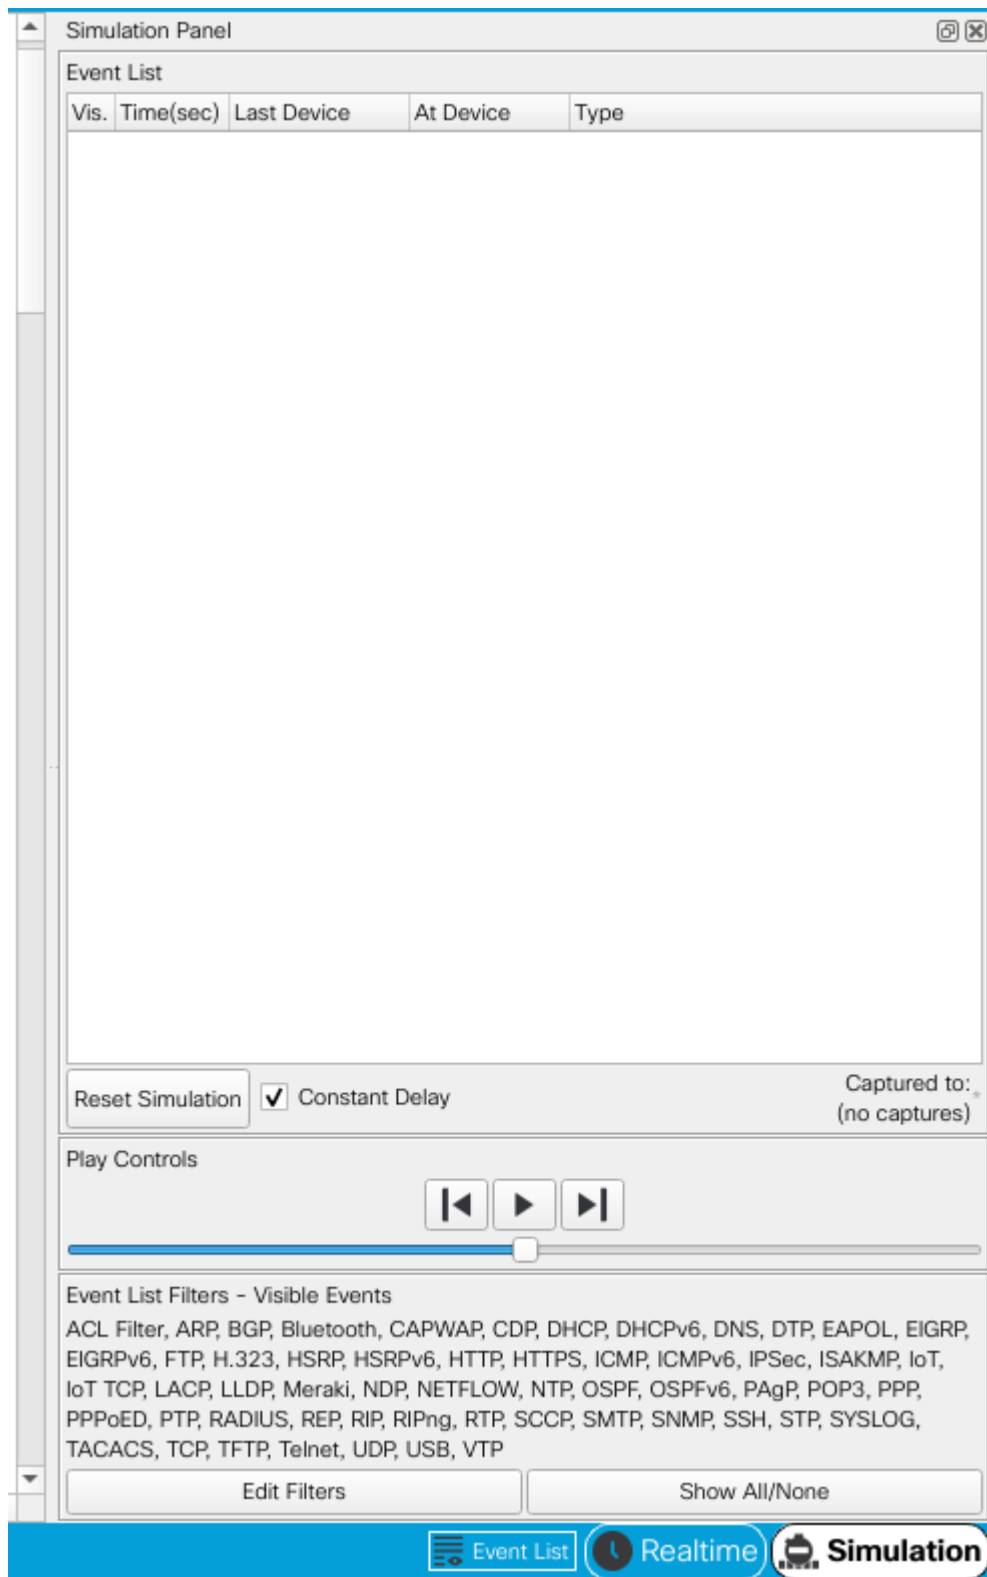 Simulation Panel
Event List
Vis. Time(sec) Last Device At Device Type
Reset Simulation Constant Delay Captured to: *
(no captures)
Play Controls
Event List Filters - Visible Events
ACL Filter, ARP, BGP, Bluetooth, CAPWAP, CDP, DHCP, DHCPv6, DNS, DTP, EAPOL, EIGRP,
EIGRPv6, FTP, H.323, HSRP, HSRPv6, HTTP, HTTPS, ICMP, ICMPv6, IPSec, ISAKMP, IoT,
IoT TCP, LACP, LLDP, Meraki, NDP, NETFLOW, NTP, OSPF, OSPFv6, PAgP, POP3, PPP,
PPPoED, PTP, RADIUS, REP, RIP, RIPng, RTP, SCCP, SMTP, SNMP, SSH, STP, SYSLOG,
TACACS, TCP, TFTP, Telnet, UDP, USB, VTP
Edit Filters Show All/None
Event List Realtime Simulation